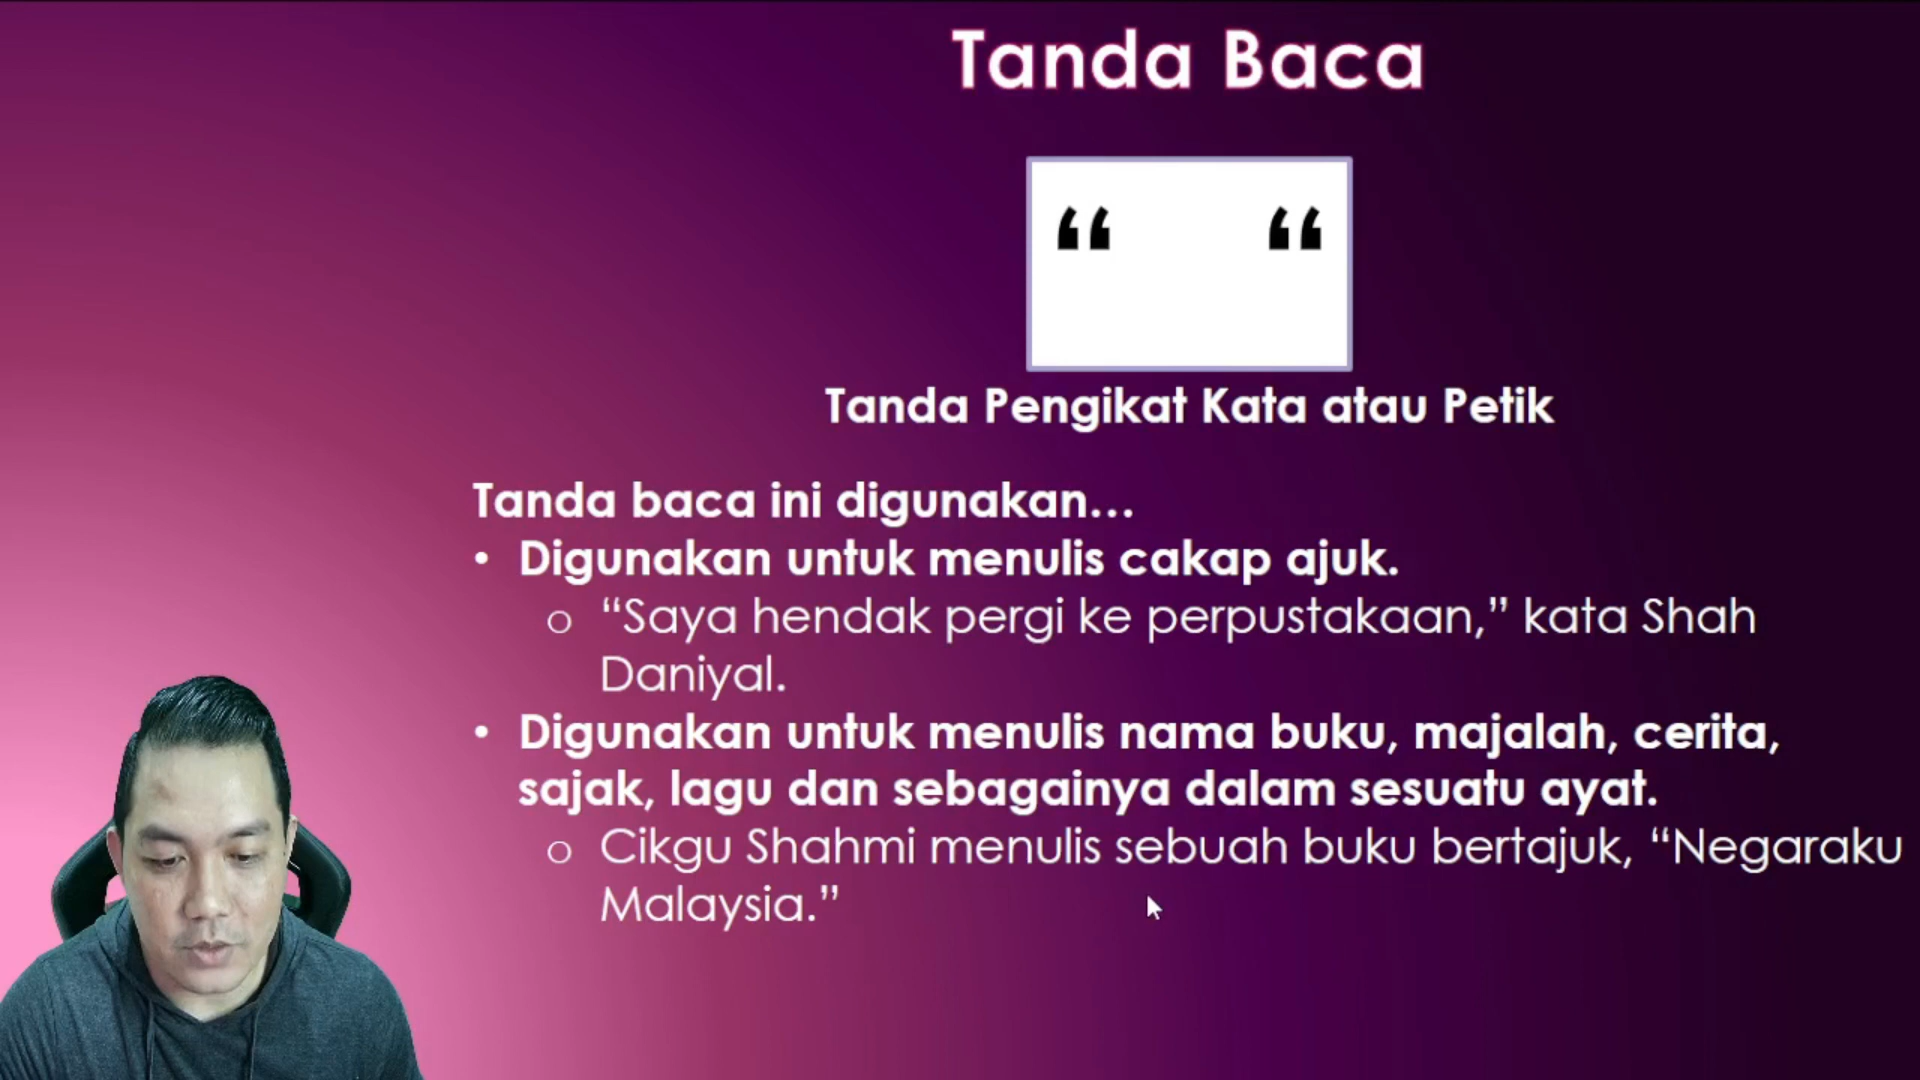 Tanda Baca
“ “
Tanda Pengikat Kata atau Petik
Tanda baca ini digunakan...
• Digunakan untuk menulis cakap ajuk.
o “Saya hendak pergi ke perpustakaan,” kata Shah
Daniyal.
• Digunakan untuk menulis nama buku, majalah, cerita,
sajak, lagu dan sebagainya dalam sesuatu ayat.
o Cikgu Shahmi menulis sebuah buku bertajuk, “Negaraku
Malaysia.”